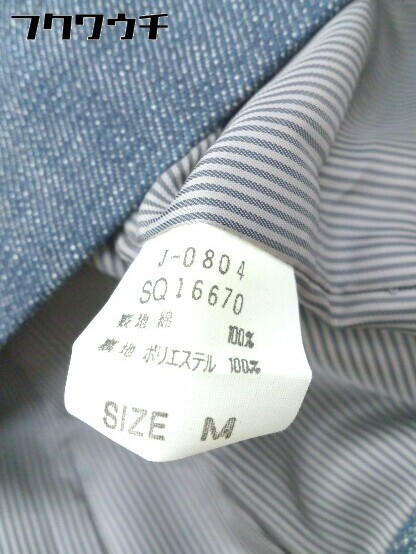 フクワウチ
J-0804
SQ16670
表地 綿 100%
裏地 ポリエステル 100%
SIZE M